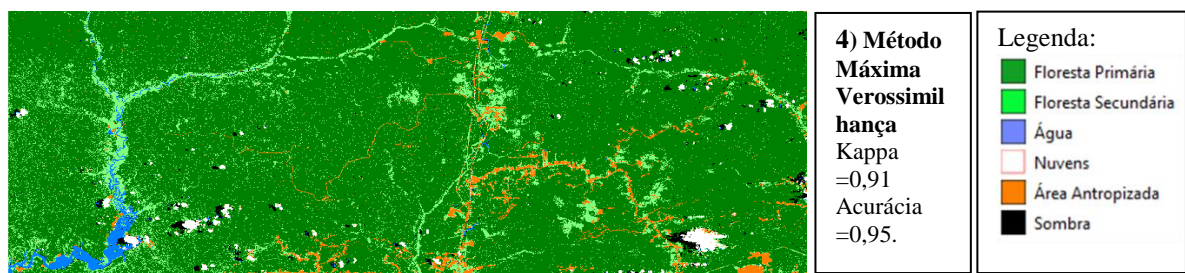 4) Método
Máxima
Verossimil
hança
Kappa
=0,91
Acurácia
=0,95.
Legenda:
Floresta Primária
Floresta Secundária
Água
Nuvens
Área Antropizada
Sombra